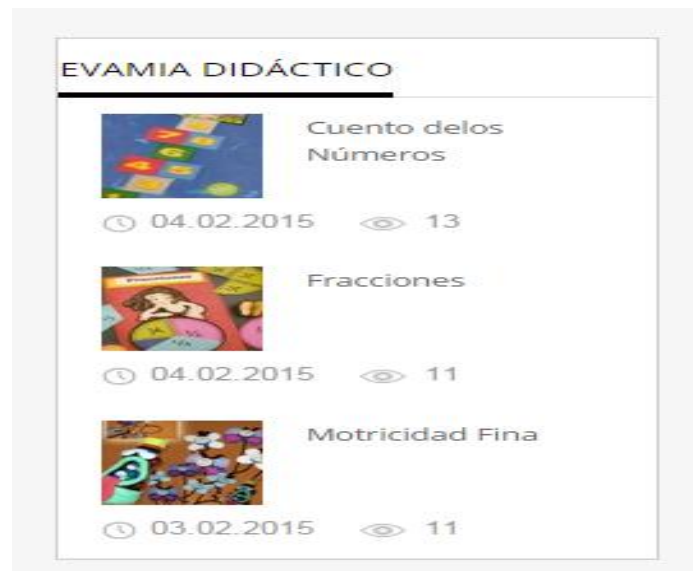 EVAMIA DIDÁCTICO
Cuento delos
Números
04.02.2015 13
Fracciones
Fracciones
04.02.2015 11
Motricidad Fina
03.02.2015 11